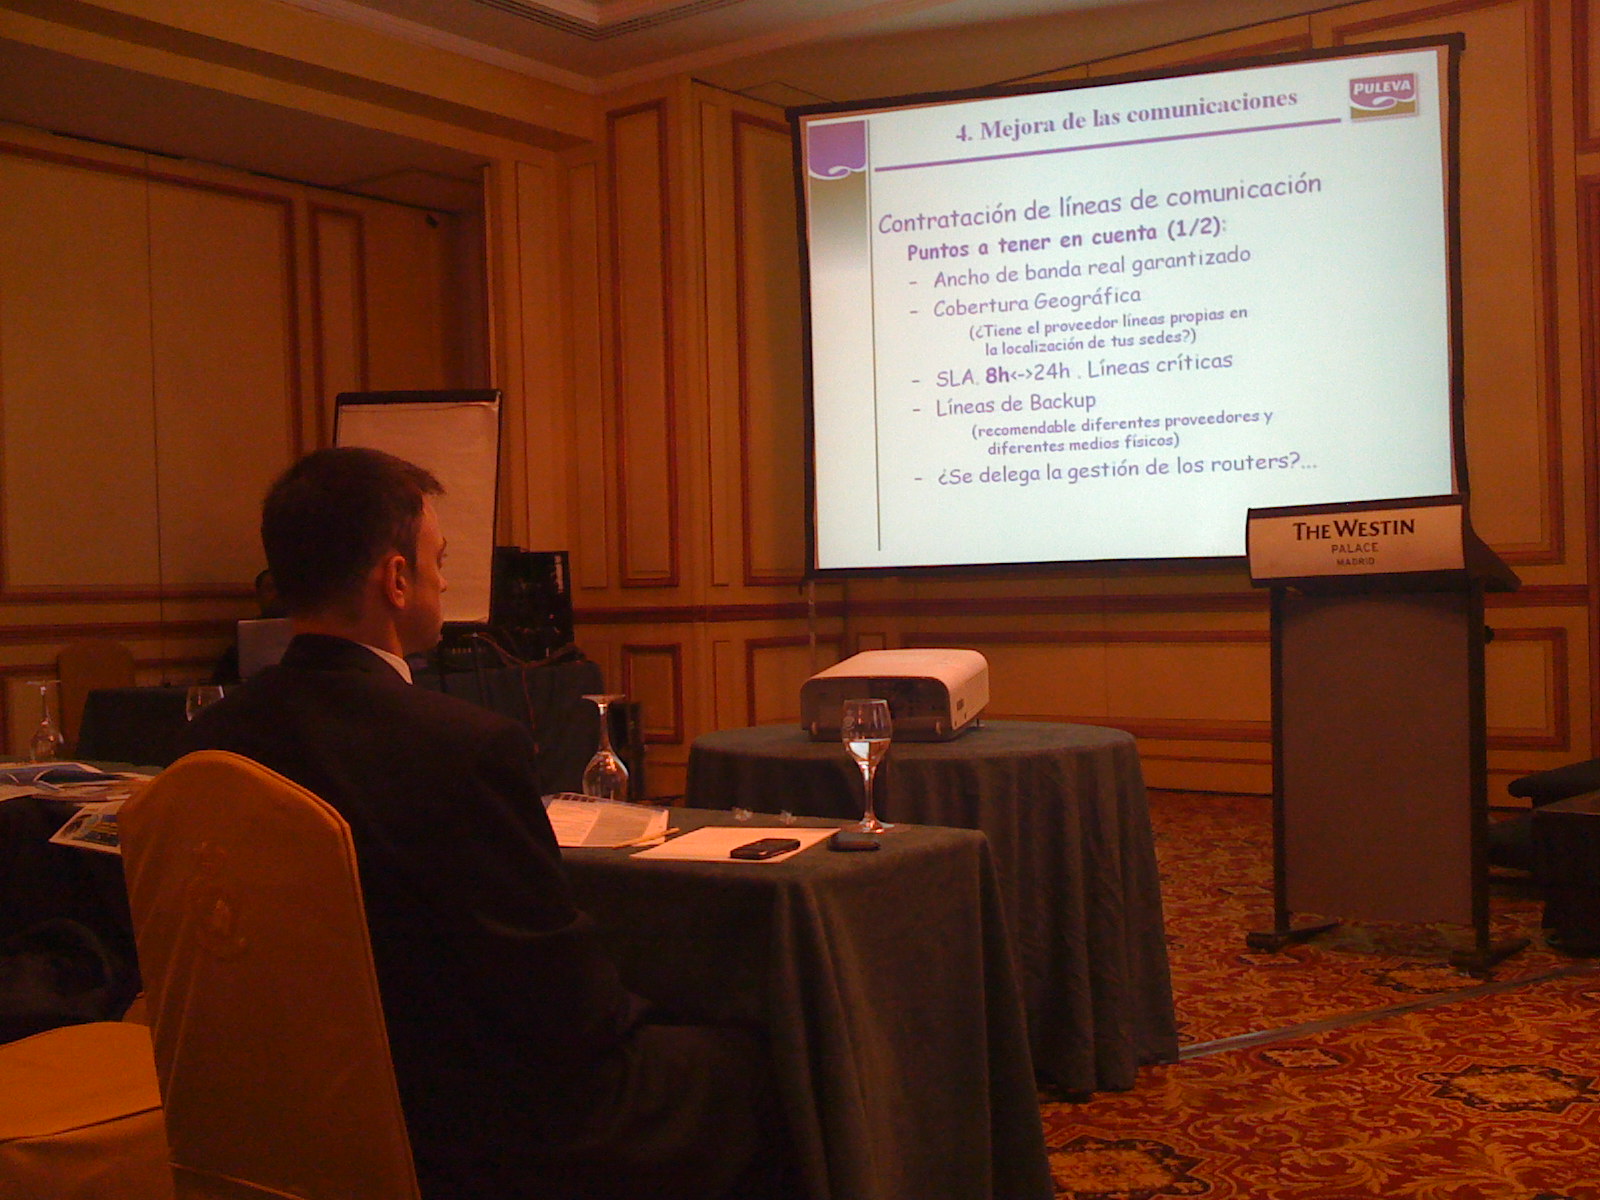 4. Mejora de las comunicaciones
PULEVA
Contratación de líneas de comunicación
Puntos a tener en cuenta (1/2):
- Ancho de banda real garantizado
- Cobertura Geográfica
(¿Tiene el proveedor líneas propias en
la localización de tus sedes?)
- SLA. 8h<->24h . Líneas críticas
- Líneas de Backup
(recomendable diferentes proveedores y
diferentes medios físicos)
- ¿Se delega la gestión de los routers?...
THE WESTIN
PALACE
MADRID